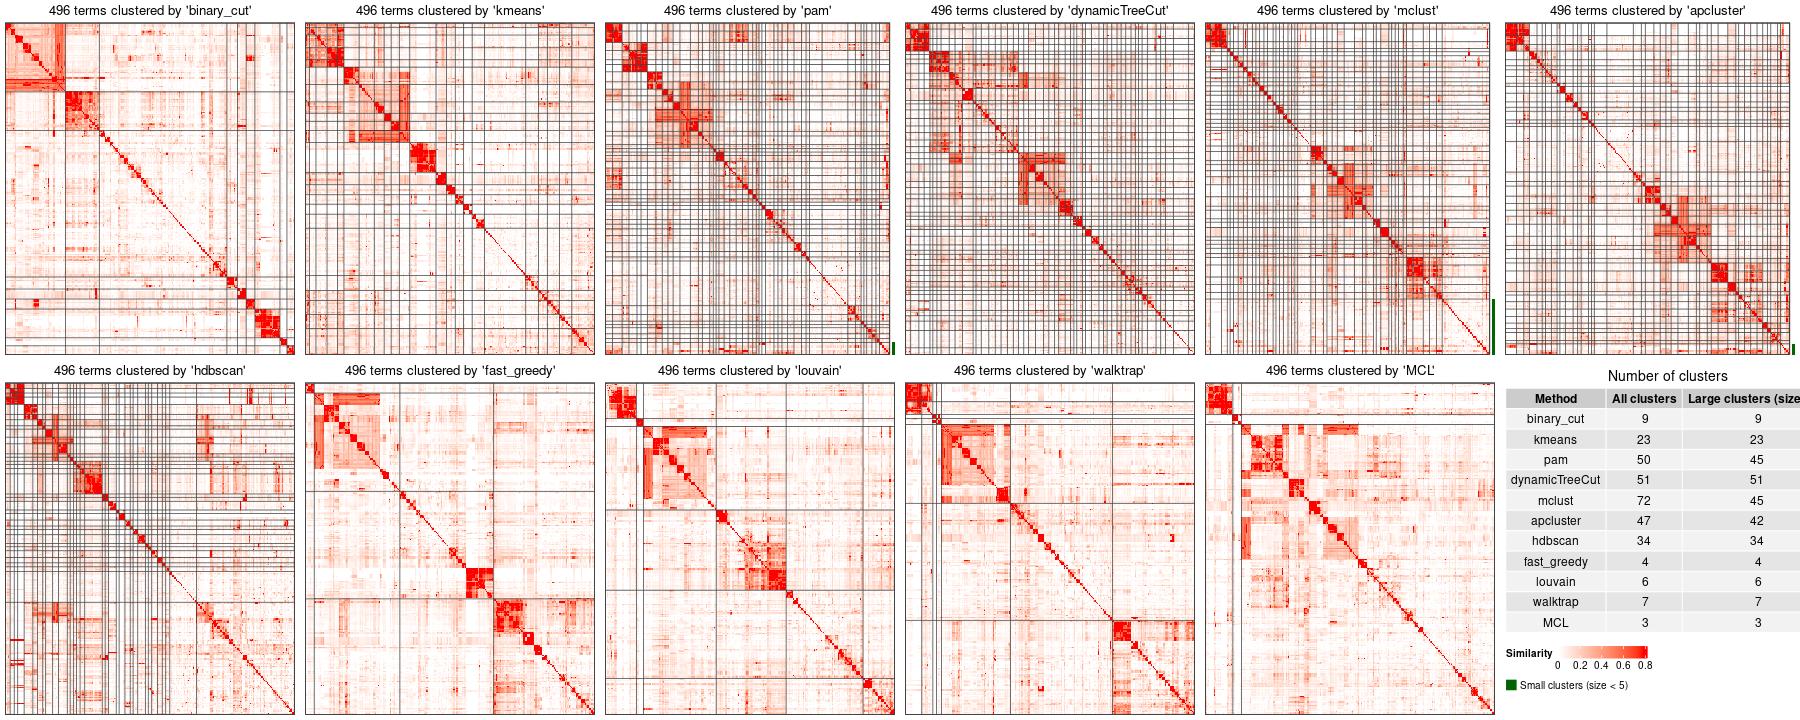 496 terms clustered by 'binary_cut'
496 terms clustered by 'kmeans'
496 terms clustered by 'pam'
496 terms clustered by 'dynamicTreeCut'
496 terms clustered by 'mclust'
496 terms clustered by 'apcluster'
496 terms clustered by 'hdbscan'
496 terms clustered by 'fast_greedy'
496 terms clustered by 'louvain'
496 terms clustered by 'walktrap'
496 terms clustered by 'MCL'
Number of clusters
Method All clusters Large clusters (size
binary_cut 9 9
kmeans 23 23
pam 50 45
dynamicTreeCut 51 51
mclust 72 45
apcluster 47 42
hdbscan 34 34
fast_greedy 4 4
louvain 6 6
walktrap 7 7
MCL 3 3
Similarity
0 0.2 0.4 0.6 0.8
Small clusters (size < 5)